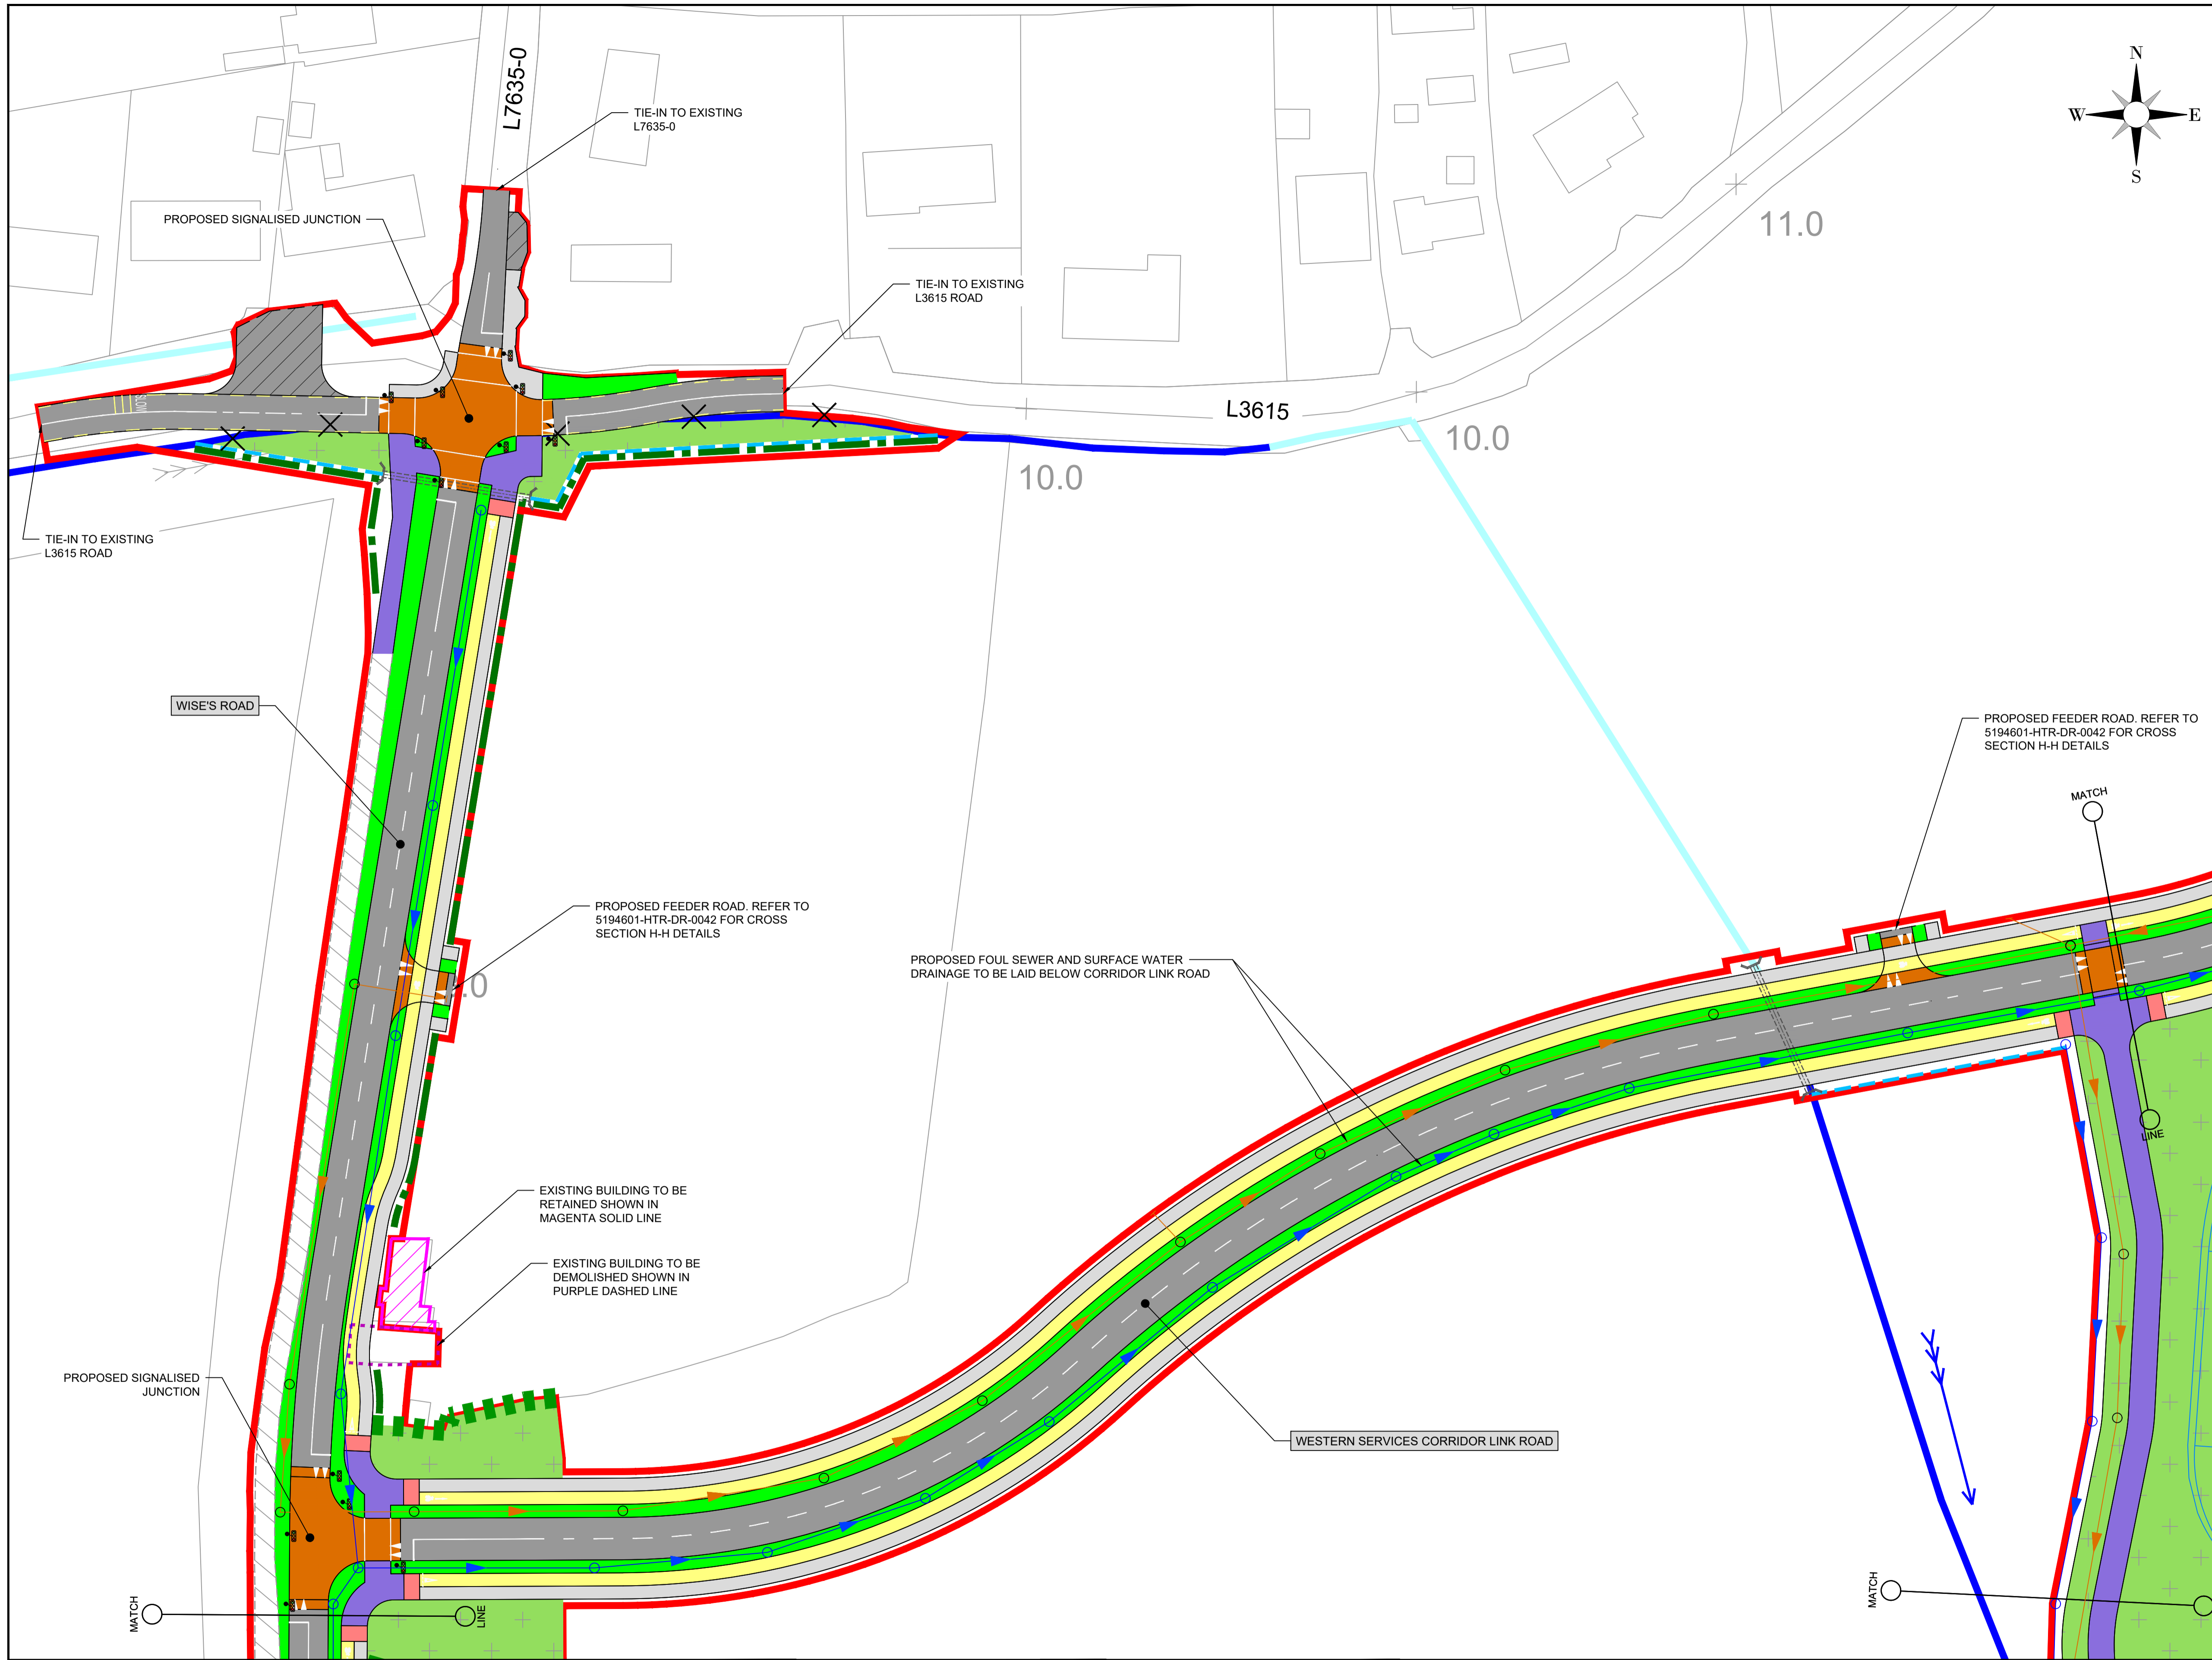 N
W
E
S
L7635-0
TIE-IN TO EXISTING
L7635-0
PROPOSED SIGNALISED JUNCTION
11.0
TIE-IN TO EXISTING
L3615 ROAD
SLOW
L3615
10.0
10.0
TIE-IN TO EXISTING
L3615 ROAD
WISE'S ROAD
PROPOSED FEEDER ROAD. REFER TO
5194601-HTR-DR-0042 FOR CROSS
SECTION H-H DETAILS
MATCH
PROPOSED FEEDER ROAD. REFER TO
5194601-HTR-DR-0042 FOR CROSS
SECTION H-H DETAILS
.0
PROPOSED FOUL SEWER AND SURFACE WATER
DRAINAGE TO BE LAID BELOW CORRIDOR LINK ROAD
LINE
EXISTING BUILDING TO BE
RETAINED SHOWN IN
MAGENTA SOLID LINE
EXISTING BUILDING TO BE
DEMOLISHED SHOWN IN
PURPLE DASHED LINE
PROPOSED SIGNALISED
JUNCTION
WESTERN SERVICES CORRIDOR LINK ROAD
MATCH
LINE
MATCH